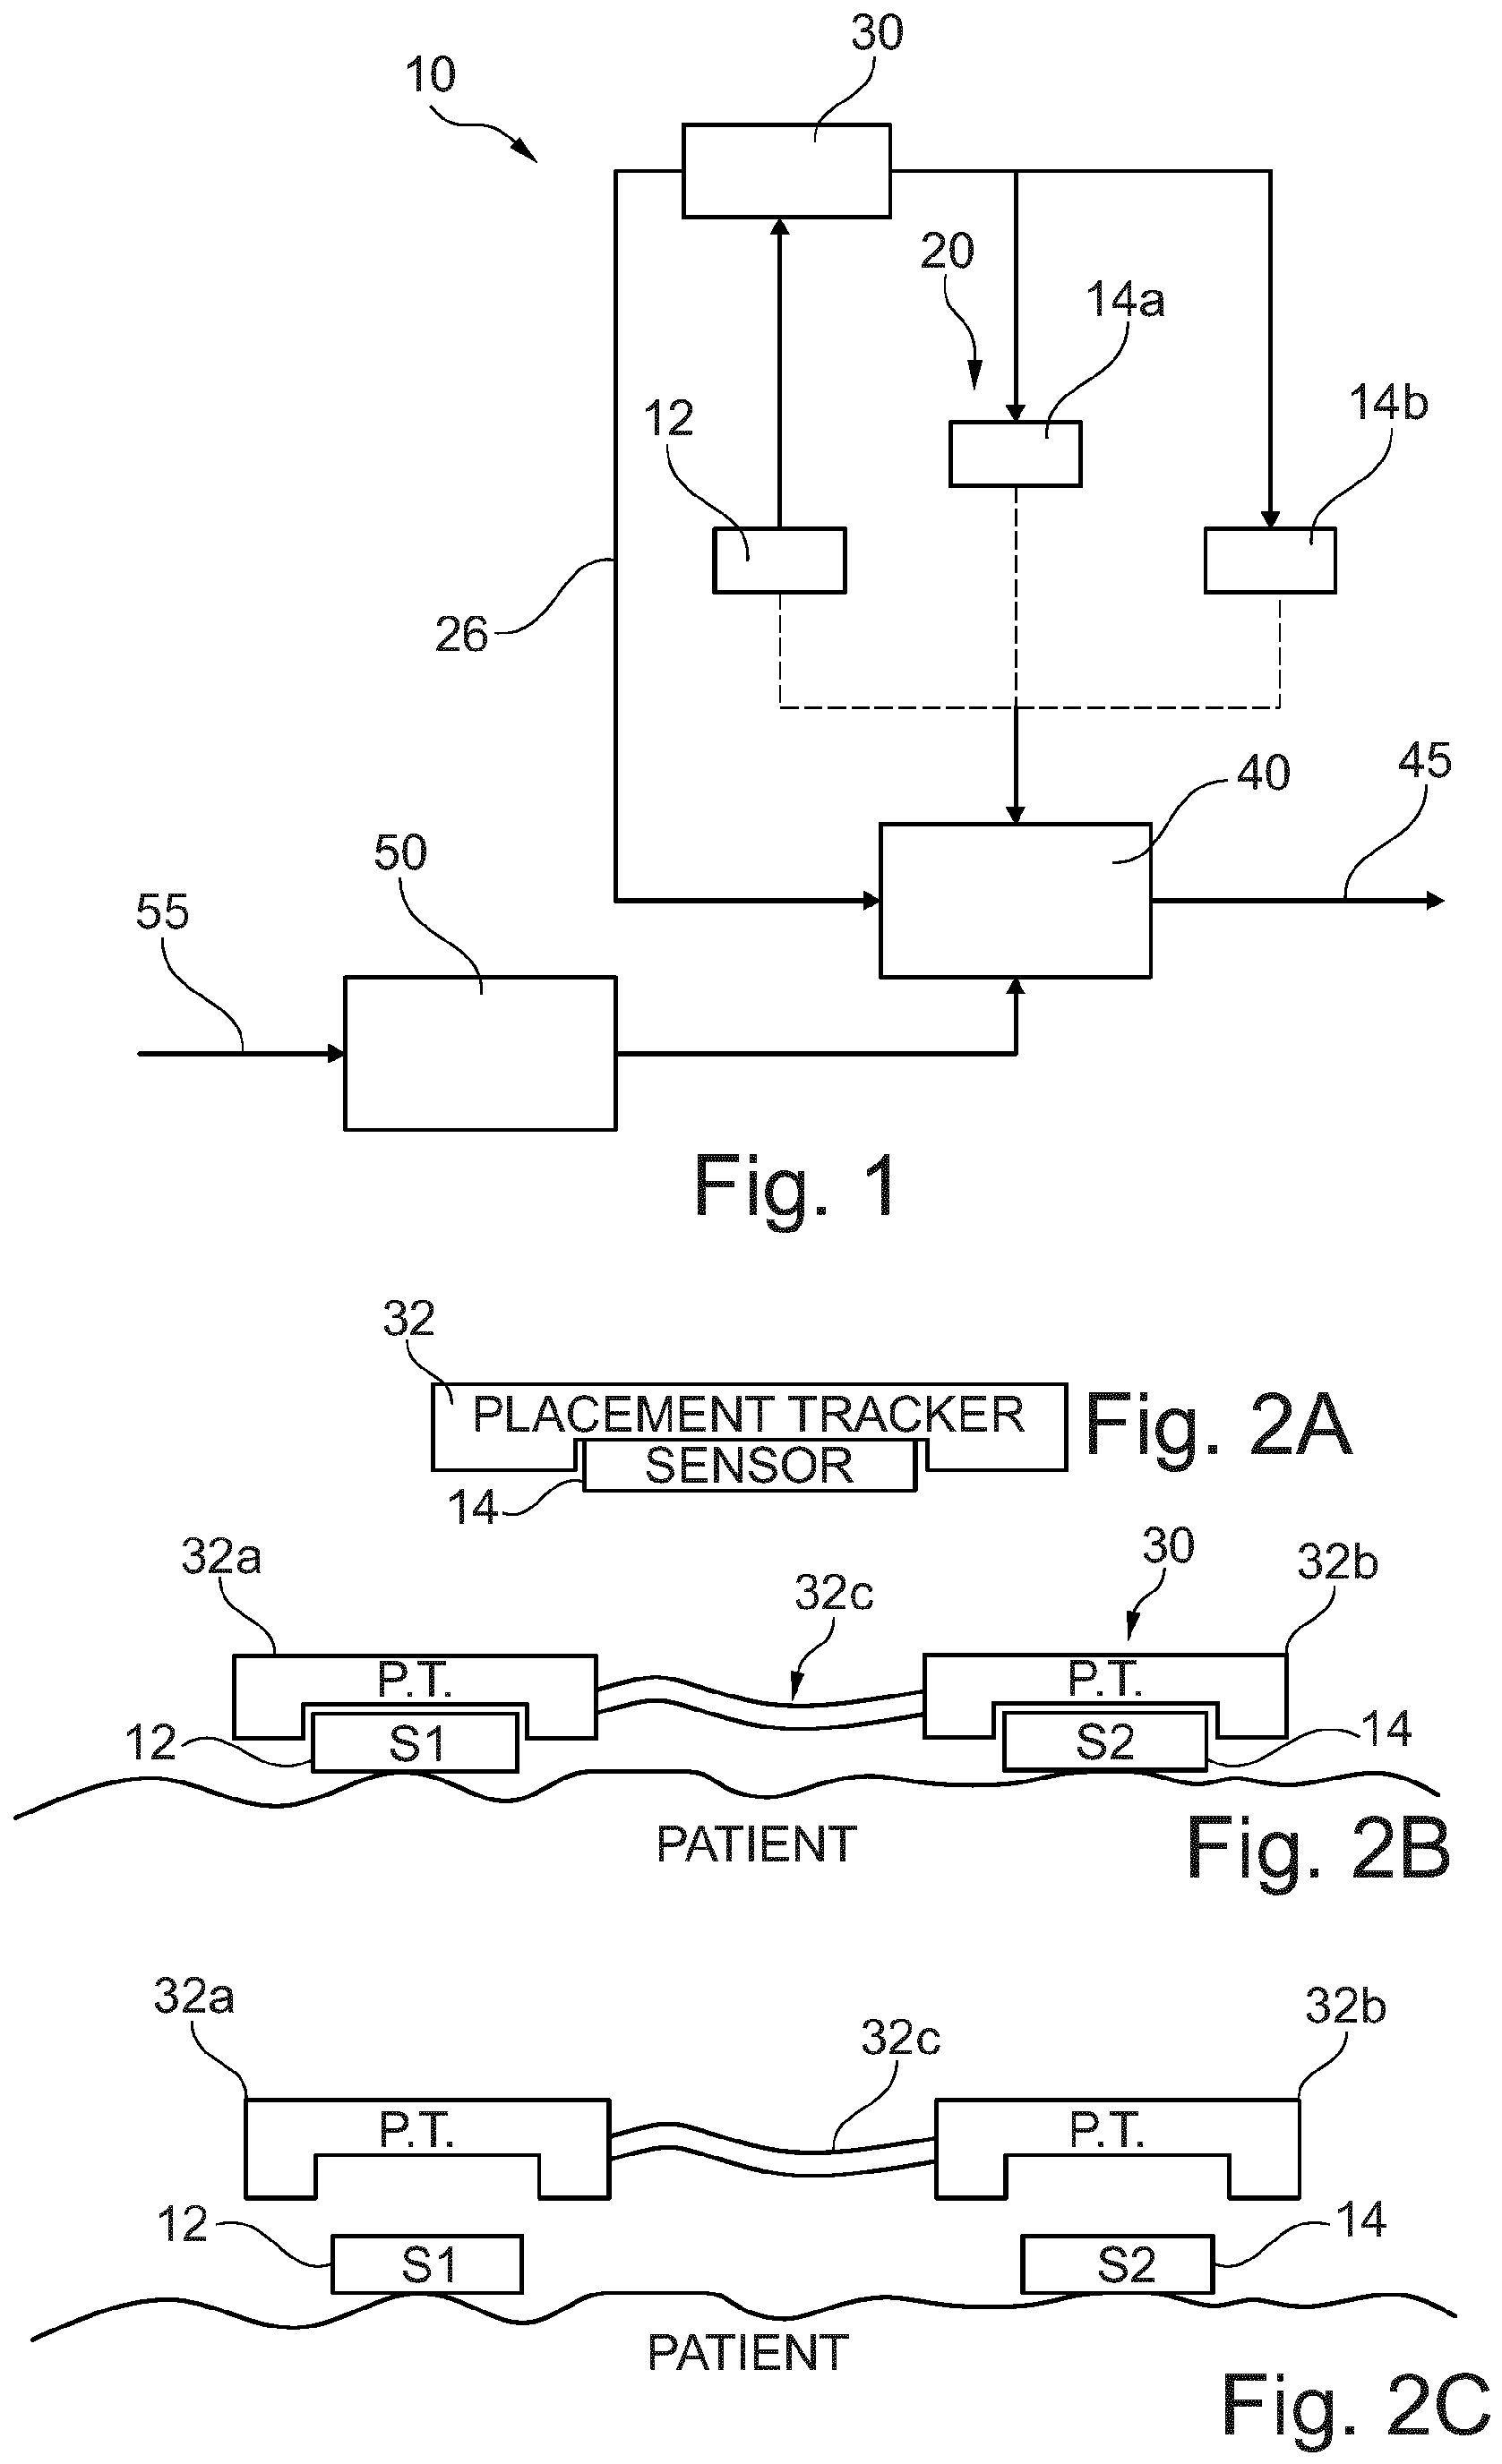 30
10
20
14a
12
14b
26
40
45
50
55
Fig. 1
32
PLACEMENT TRACKER
Fig. 2A
SENSOR
14
32a
30
32b
32c
P.T.
P.T.
12
S1
S2
14
PATIENT
Fig. 2B
32a
32b
32c
P.T.
P.T.
12
S1
S2
14
PATIENT
Fig. 2C